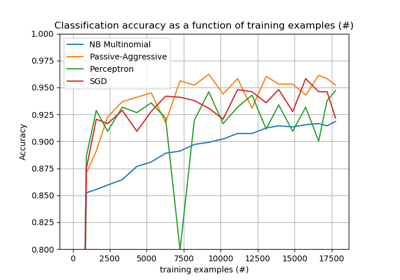 Classification accuracy as a function of training examples (#)
1.000
0.975
0.950
0.925
0.900
0.875
0.850
0.825
0.800
Accuracy
NB Multinomial
Passive-Aggressive
Perceptron
SGD
0 2500 5000 7500 10000 12500 15000 17500
training examples (#)